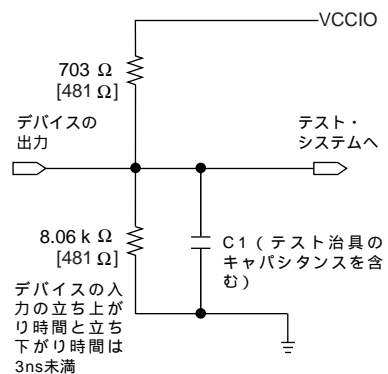 VCCIO
703 Ω
[481 Ω]
デバイスの
出力
テスト・
システムへ
8.06 k Ω
[481 Ω]
C1 ( テスト治具の
キャパシタンスを含
む )
デバイスの入
力の立ち上が
り時間と立ち
下がり時間は
3ns未満